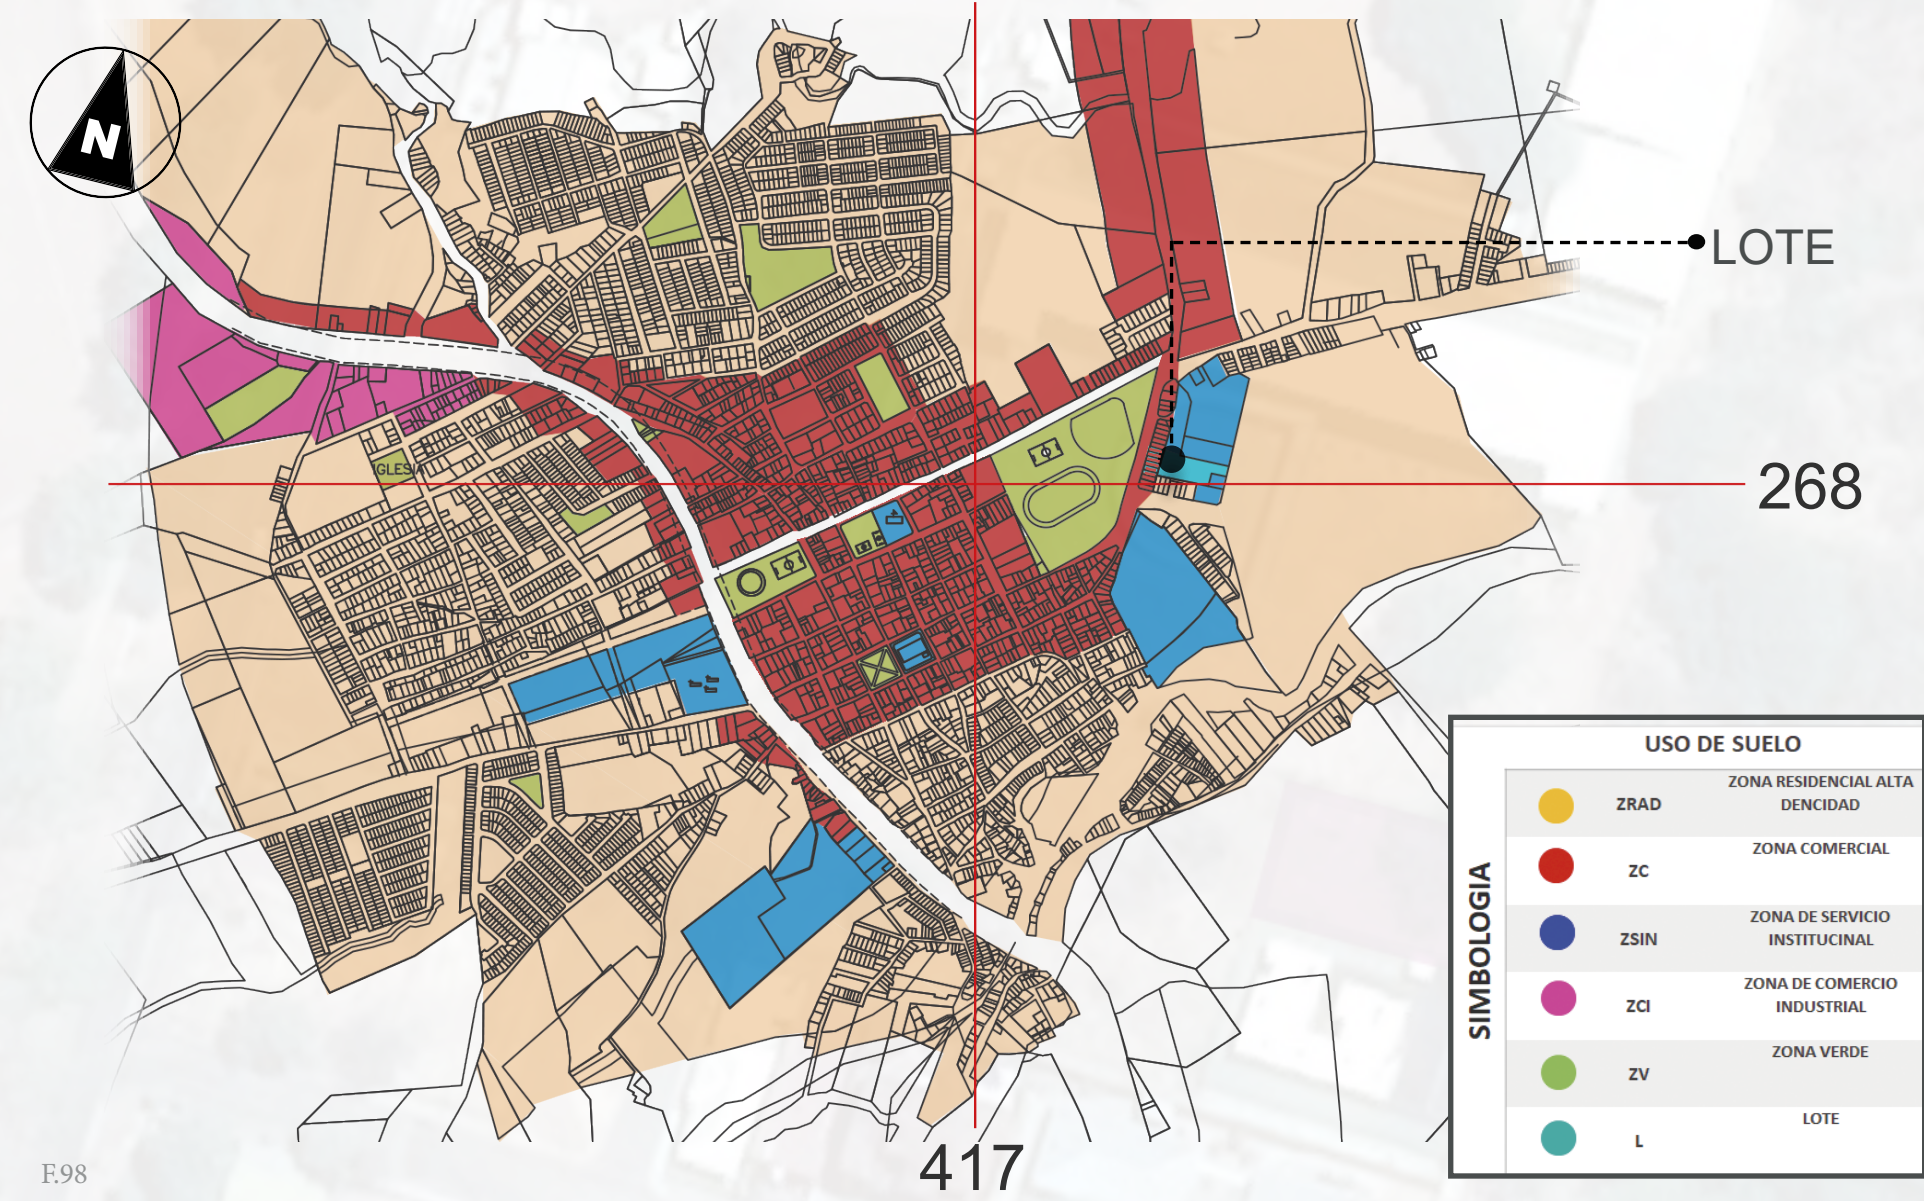 N
LOTE
IGLESIA
268
USO DE SUELO
SIMBOLOGIA
ZRAD ZONA RESIDENCIAL ALTA
DENCIDAD
ZC ZONA COMERCIAL
ZSIN ZONA DE SERVICIO
INSTITUCINAL
ZCI ZONA DE COMERCIO
INDUSTRIAL
ZV ZONA VERDE
L LOTE
417
F.98